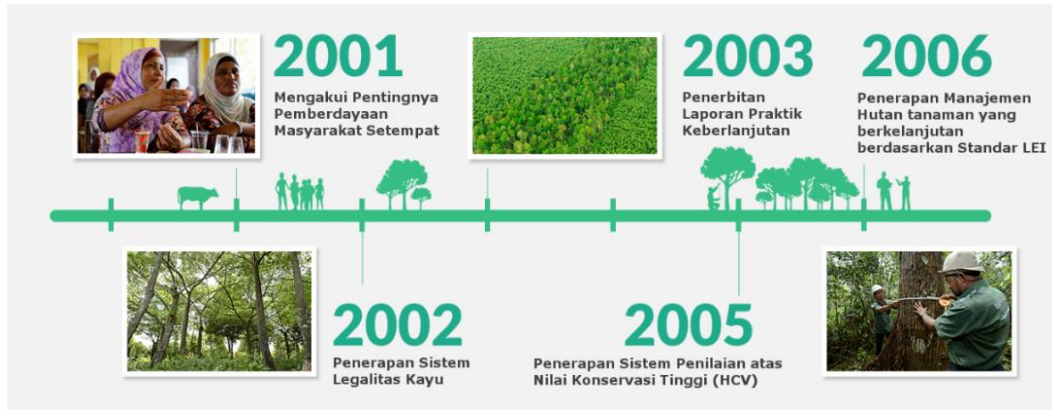 2001
Mengakui Pentingnya
Pemberdayaan
Masyarakat Setempat
2002
Penerapan Sistem
Legalitas Kayu
2003
Penerbitan
Laporan Praktik
Keberlanjutan
2005
Penerapan Sistem Penilaian atas
Nilai Konservasi Tinggi (HCV)
2006
Penerapan Manajemen
Hutan tanaman yang
berkelanjutan
berdasarkan Standar LEI